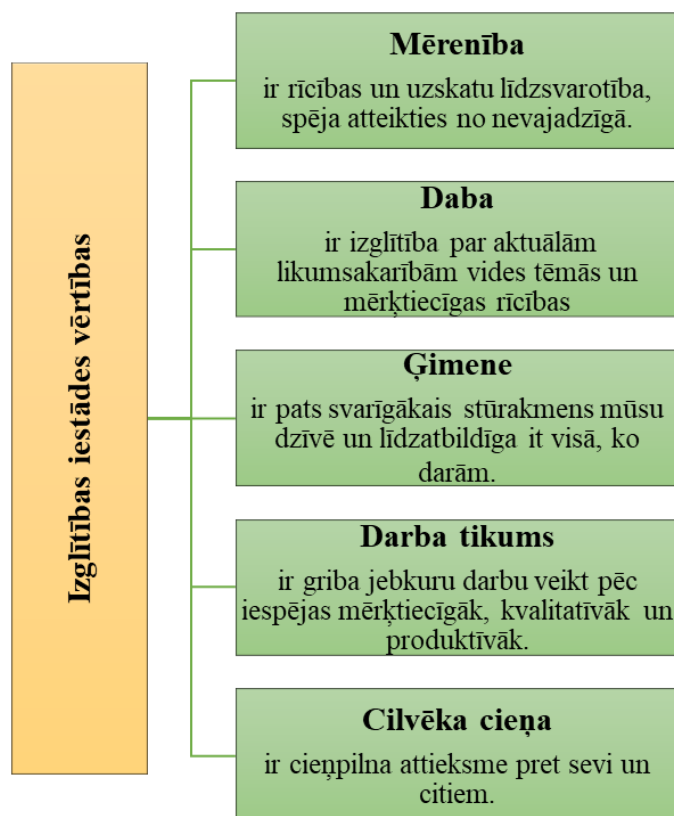 Izglītības iestādes vērtības
Mērenība
ir rīcības un uzskatu līdzsvarotība,
spēja atteikties no nevajadzīgā.
Daba
ir izglītība par aktuālām
likumsakarībām vides tēmās un
mērķtiecīgas rīcības
Ģimene
ir pats svarīgākais stūrakmens mūsu
dzīvē un līdzatbildīga it visā, ko
darām.
Darba tikums
ir griba jebkuru darbu veikt pēc
iespējas mērķtiecīgāk, kvalitatīvāk un
produktīvāk.
Cilvēka cieņa
ir cieņpilna attieksme pret sevi un
citiem.